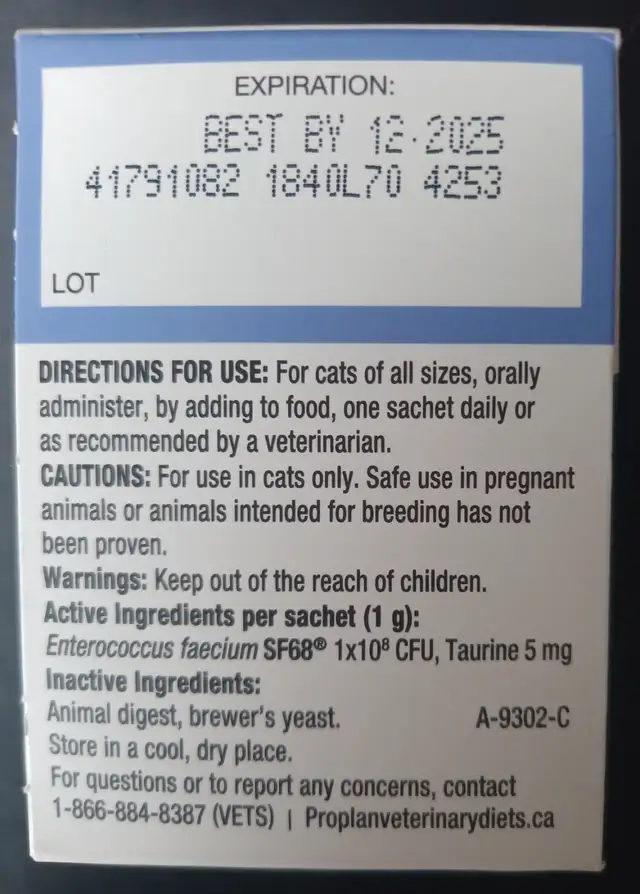 EXPIRATION:
BEST BY 12.2025
41791082 1840L70 4253
LOT
DIRECTIONS FOR USE: For cats of all sizes, orally
administer, by adding to food, one sachet daily or
as recommended by a veterinarian.
CAUTIONS: For use in cats only. Safe use in pregnant
animals or animals intended for breeding has not
been proven.
Warnings: Keep out of the reach of children.
Active Ingredients per sachet (1 g):
Enterococcus faecium SF68® 1x10⁸ CFU, Taurine 5 mg
Inactive Ingredients:
Animal digest, brewer's yeast. A-9302-C
Store in a cool, dry place.
For questions or to report any concerns, contact
1-866-884-8387 (VETS) | Proplanveterinarydiets.ca